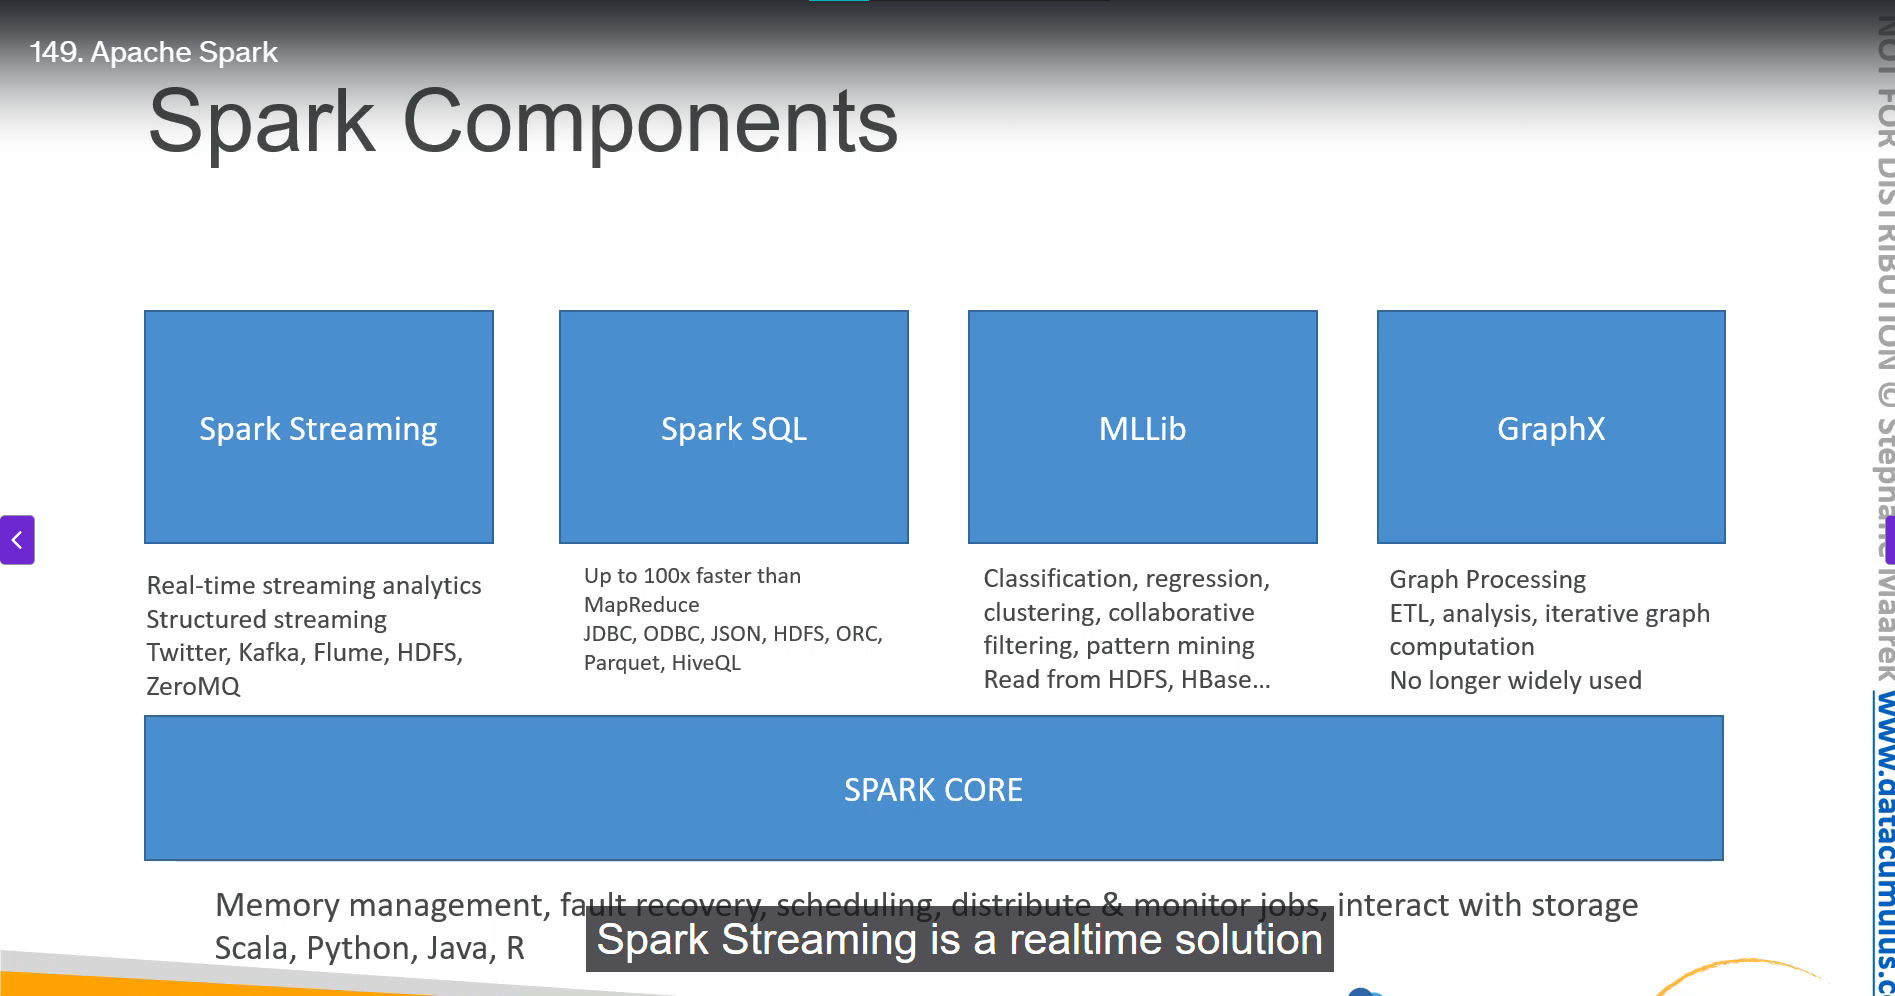 149. Apache Spark
Spark Components
Spark Streaming
Real-time streaming analytics
Structured streaming
Twitter, Kafka, Flume, HDFS,
ZeroMQ
Spark SQL
Up to 100x faster than
MapReduce
JDBC, ODBC, JSON, HDFS, ORC,
Parquet, HiveQL
MLLib
Classification, regression,
clustering, collaborative
filtering, pattern mining
Read from HDFS, HBase…
GraphX
Graph Processing
ETL, analysis, iterative graph
computation
No longer widely used
SPARK CORE
Memory management, fault recovery, scheduling, distribute & monitor jobs, interact with storage
Scala, Python, Java, R
Spark Streaming is a realtime solution
NOT FOR DISTRIBUTION © Stephane Maarek www.datacumulus.c